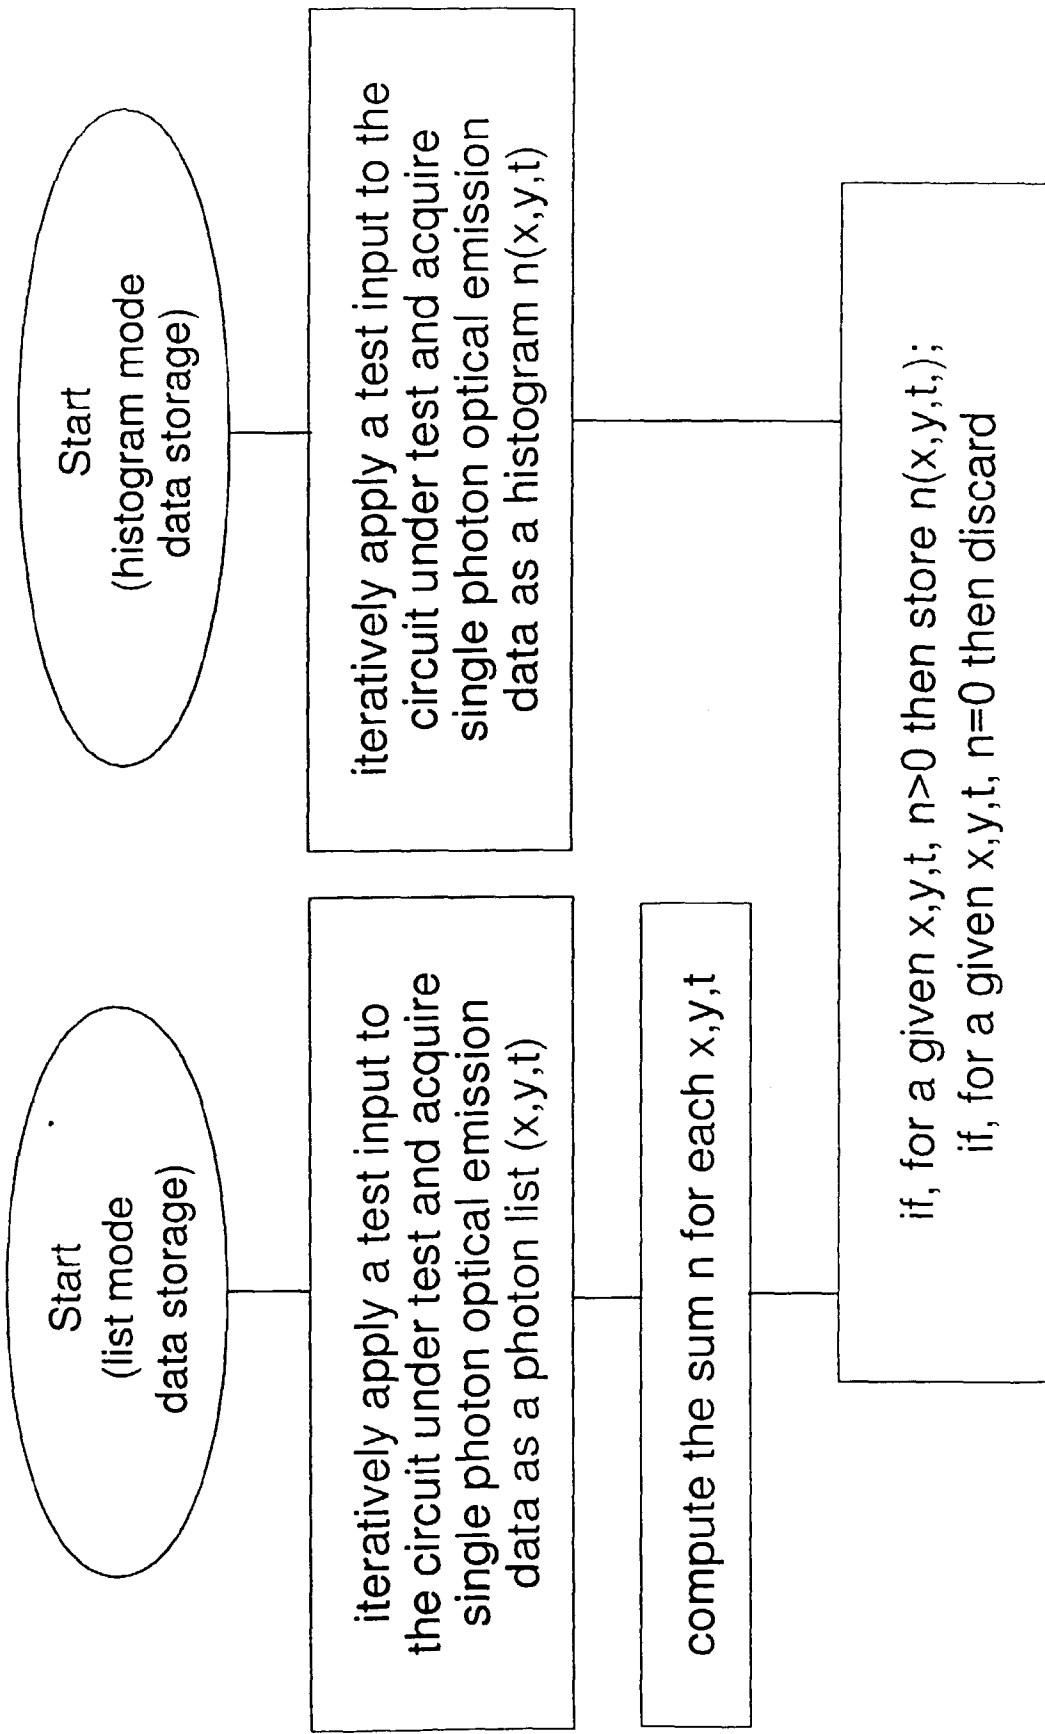 Start
(list mode
data storage)
iteratively apply a test input to
the circuit under test and acquire
single photon optical emission
data as a photon list (x,y,t)
compute the sum n for each x,y,t
Start
(histogram mode
data storage)
iteratively apply a test input to the
circuit under test and acquire
single photon optical emission
data as a histogram n(x,y,t)
if, for a given x,y,t, n>0 then store n(x,y,t,);
if, for a given x,y,t, n=0 then discard